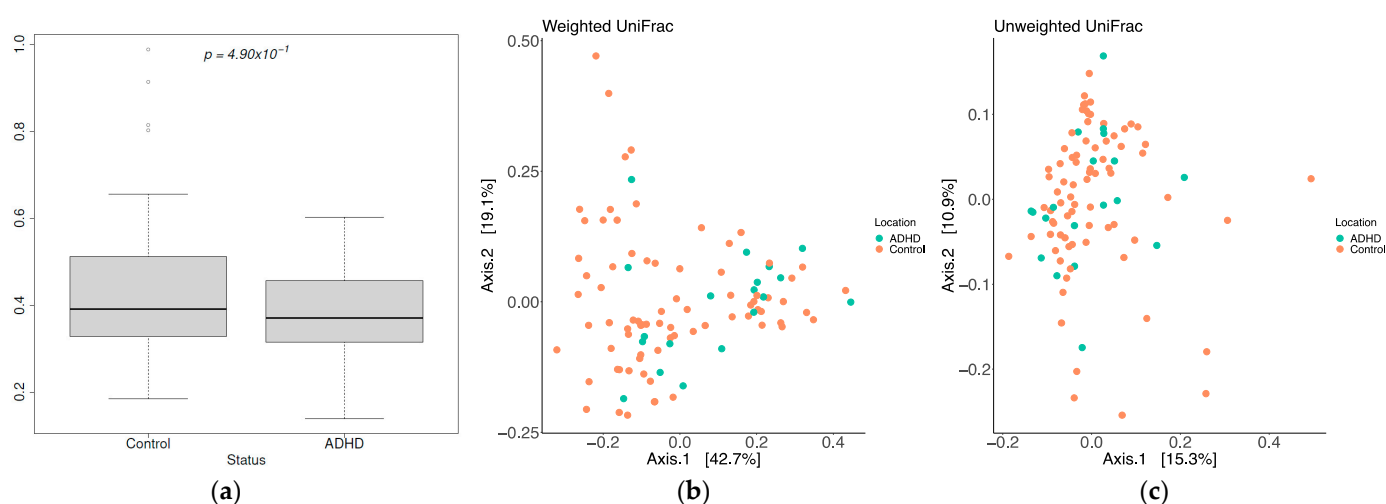 p = 4.90x10⁻¹
1.0
0.8
0.6
0.4
0.2
Control
ADHD
Status
(a)
Weighted UniFrac
0.50
0.25
0.00
−0.25
Axis.2 [19.1%]
−0.2
0.0
0.2
0.4
Axis.1 [42.7%]
Location
ADHD
Control
(b)
Unweighted UniFrac
0.1
0.0
−0.1
−0.2
Axis.2 [10.9%]
0.0
0.2
0.4
Axis.1 [15.3%]
Location
ADHD
Control
(c)